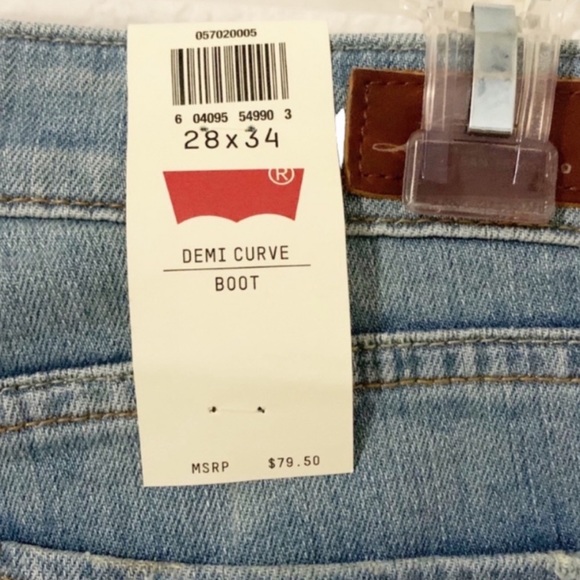 057020005
6 04095 54990 3
28x34
®
DEMI CURVE
BOOT
MSRP $79.50